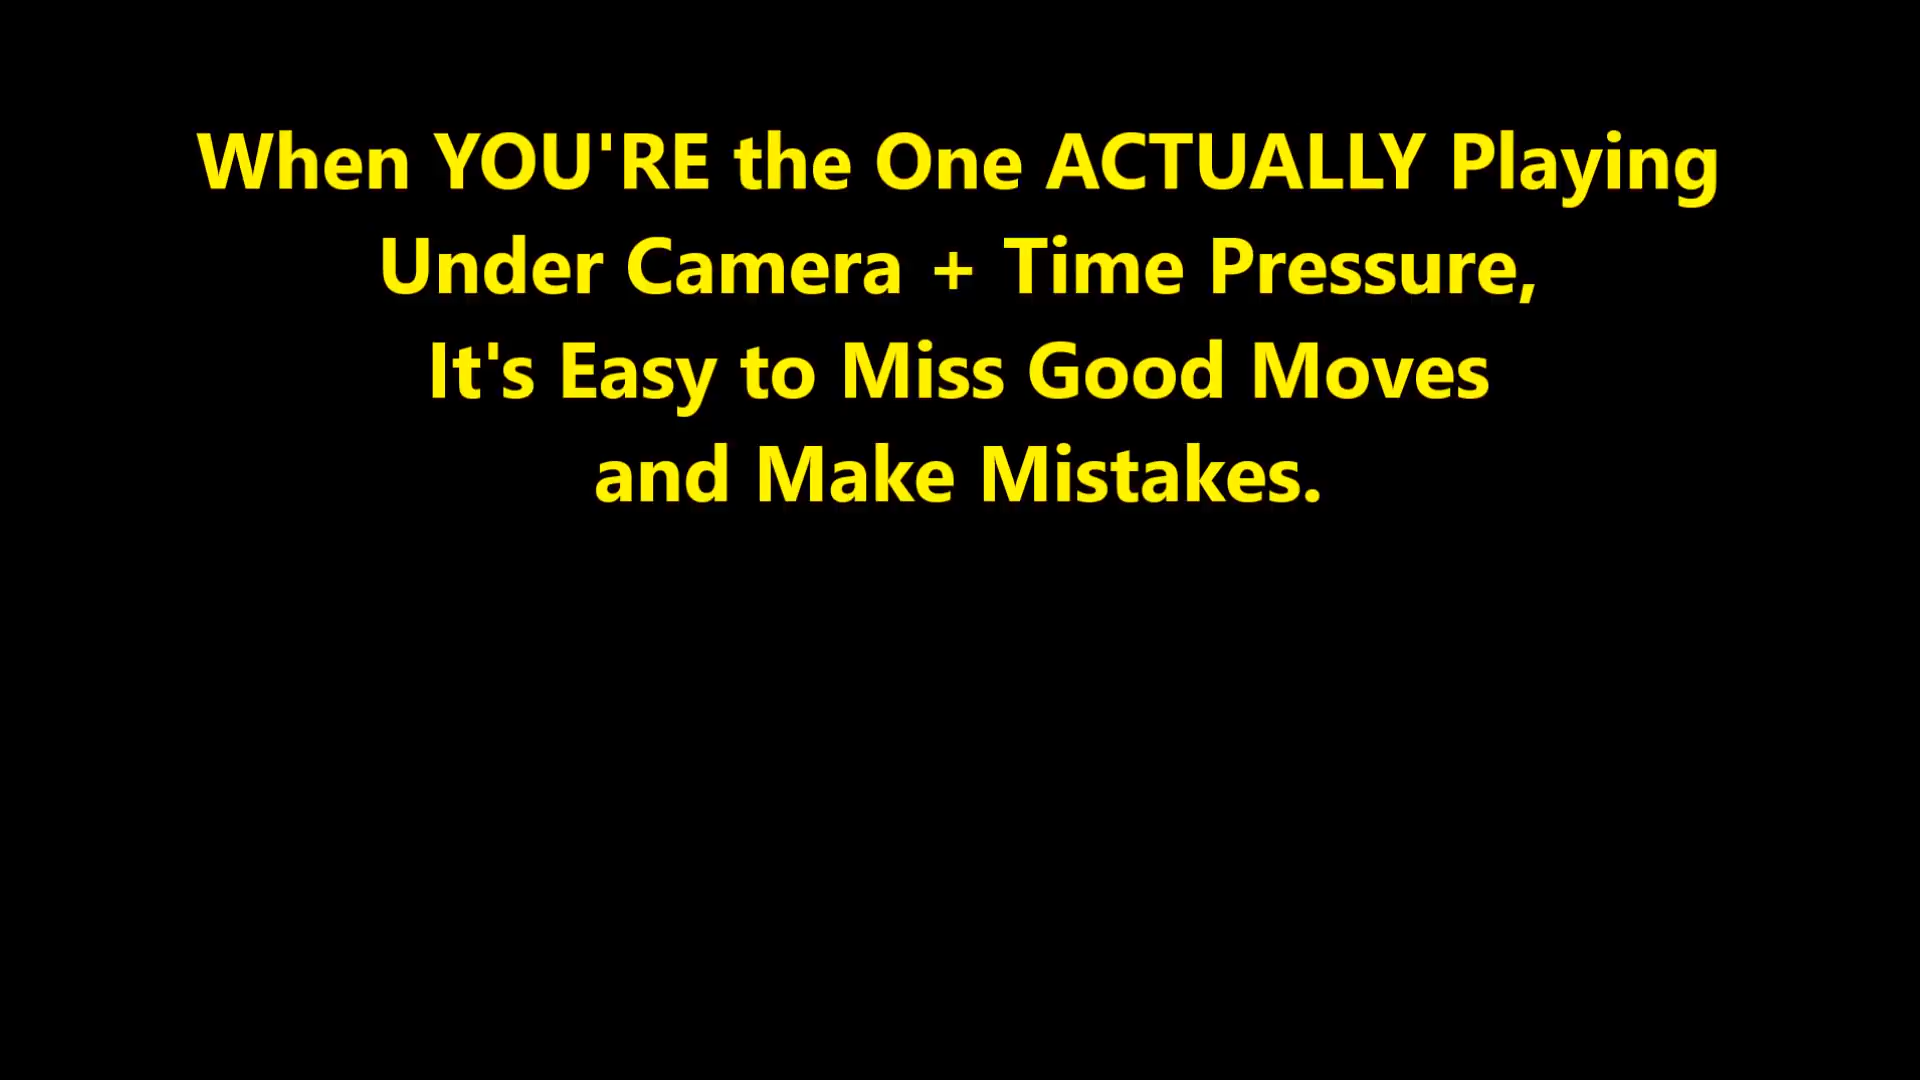 When YOU'RE the One ACTUALLY Playing
Under Camera + Time Pressure,
It's Easy to Miss Good Moves
and Make Mistakes.